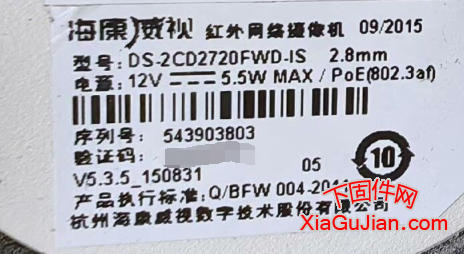 海康威视 红外网络摄像机 09/2015
型号: DS-2CD2720FWD-IS 2.8mm
电源: 12V 5.5W MAX / PoE(802.3af)
序列号: 543903803
验证码:
V5.3.5_150831 05 10
产品执行标准: Q/BFW 004-201
杭州海康威视数字技术股份有限公司
下固件网
XiaGuJian.com